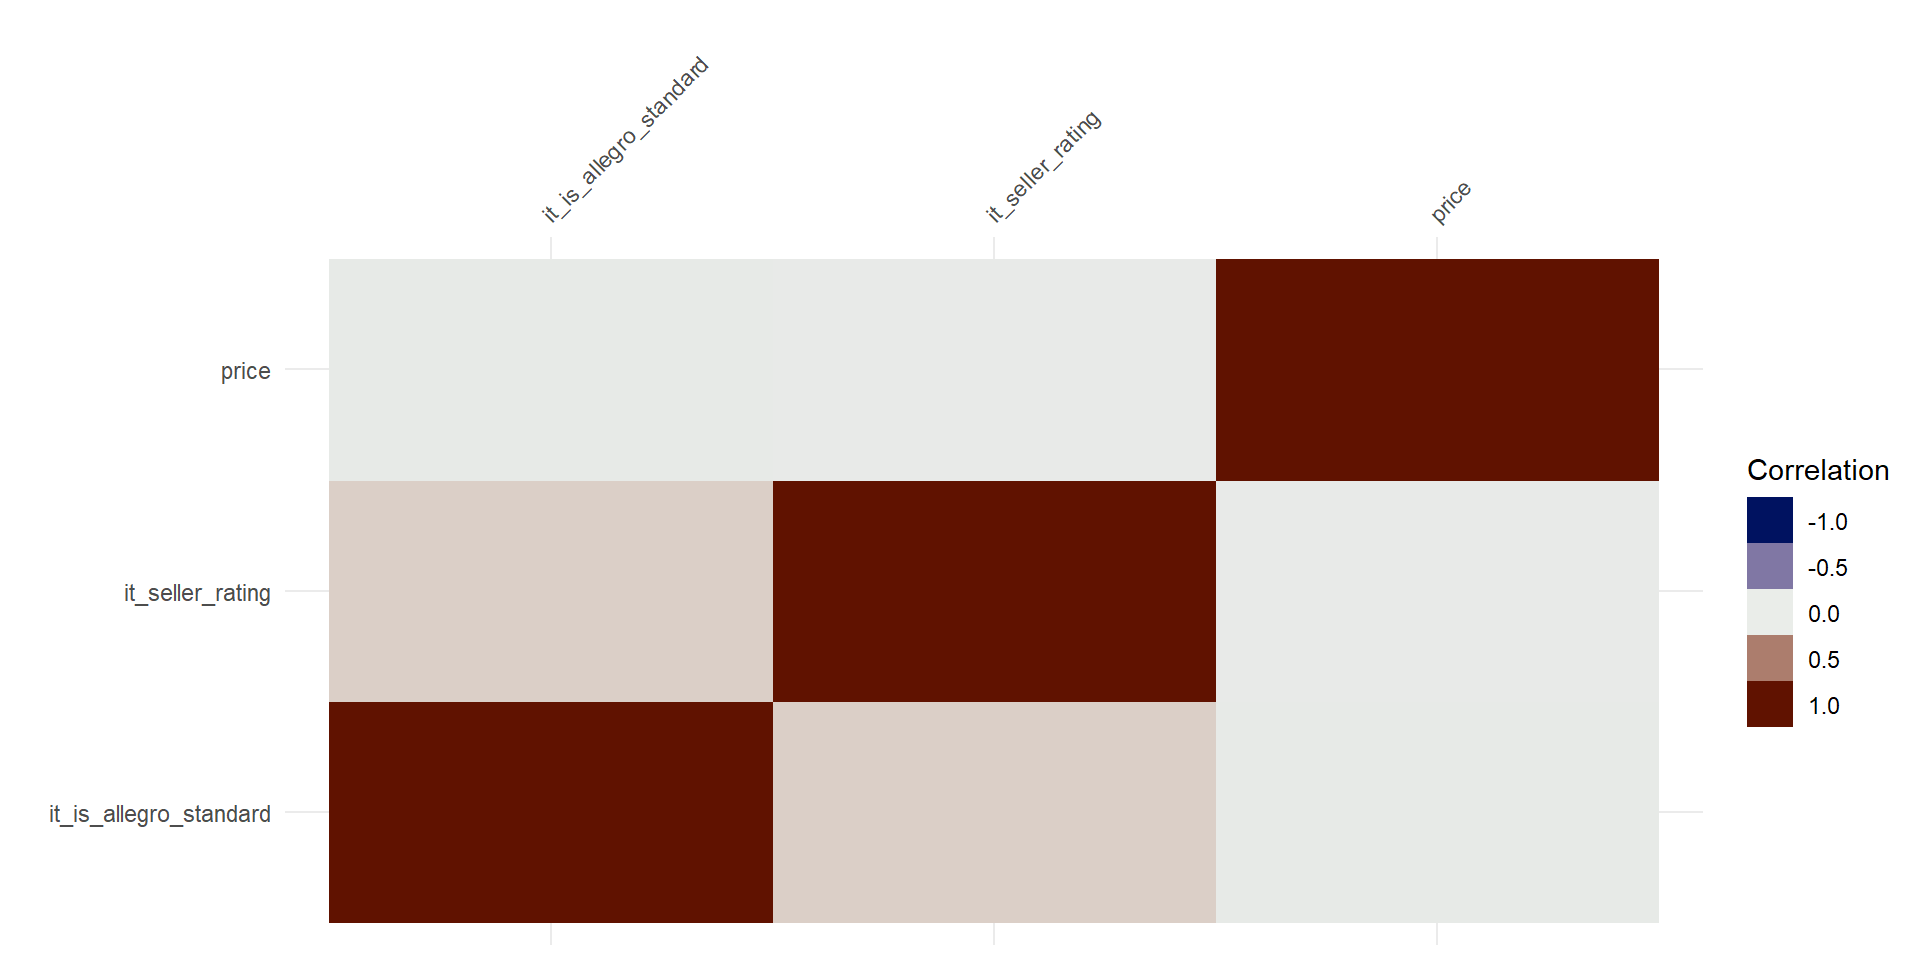 it_is_allegro_standard
it_seller_rating
price
price
it_seller_rating
it_is_allegro_standard
Correlation
-1.0
-0.5
0.0
0.5
1.0